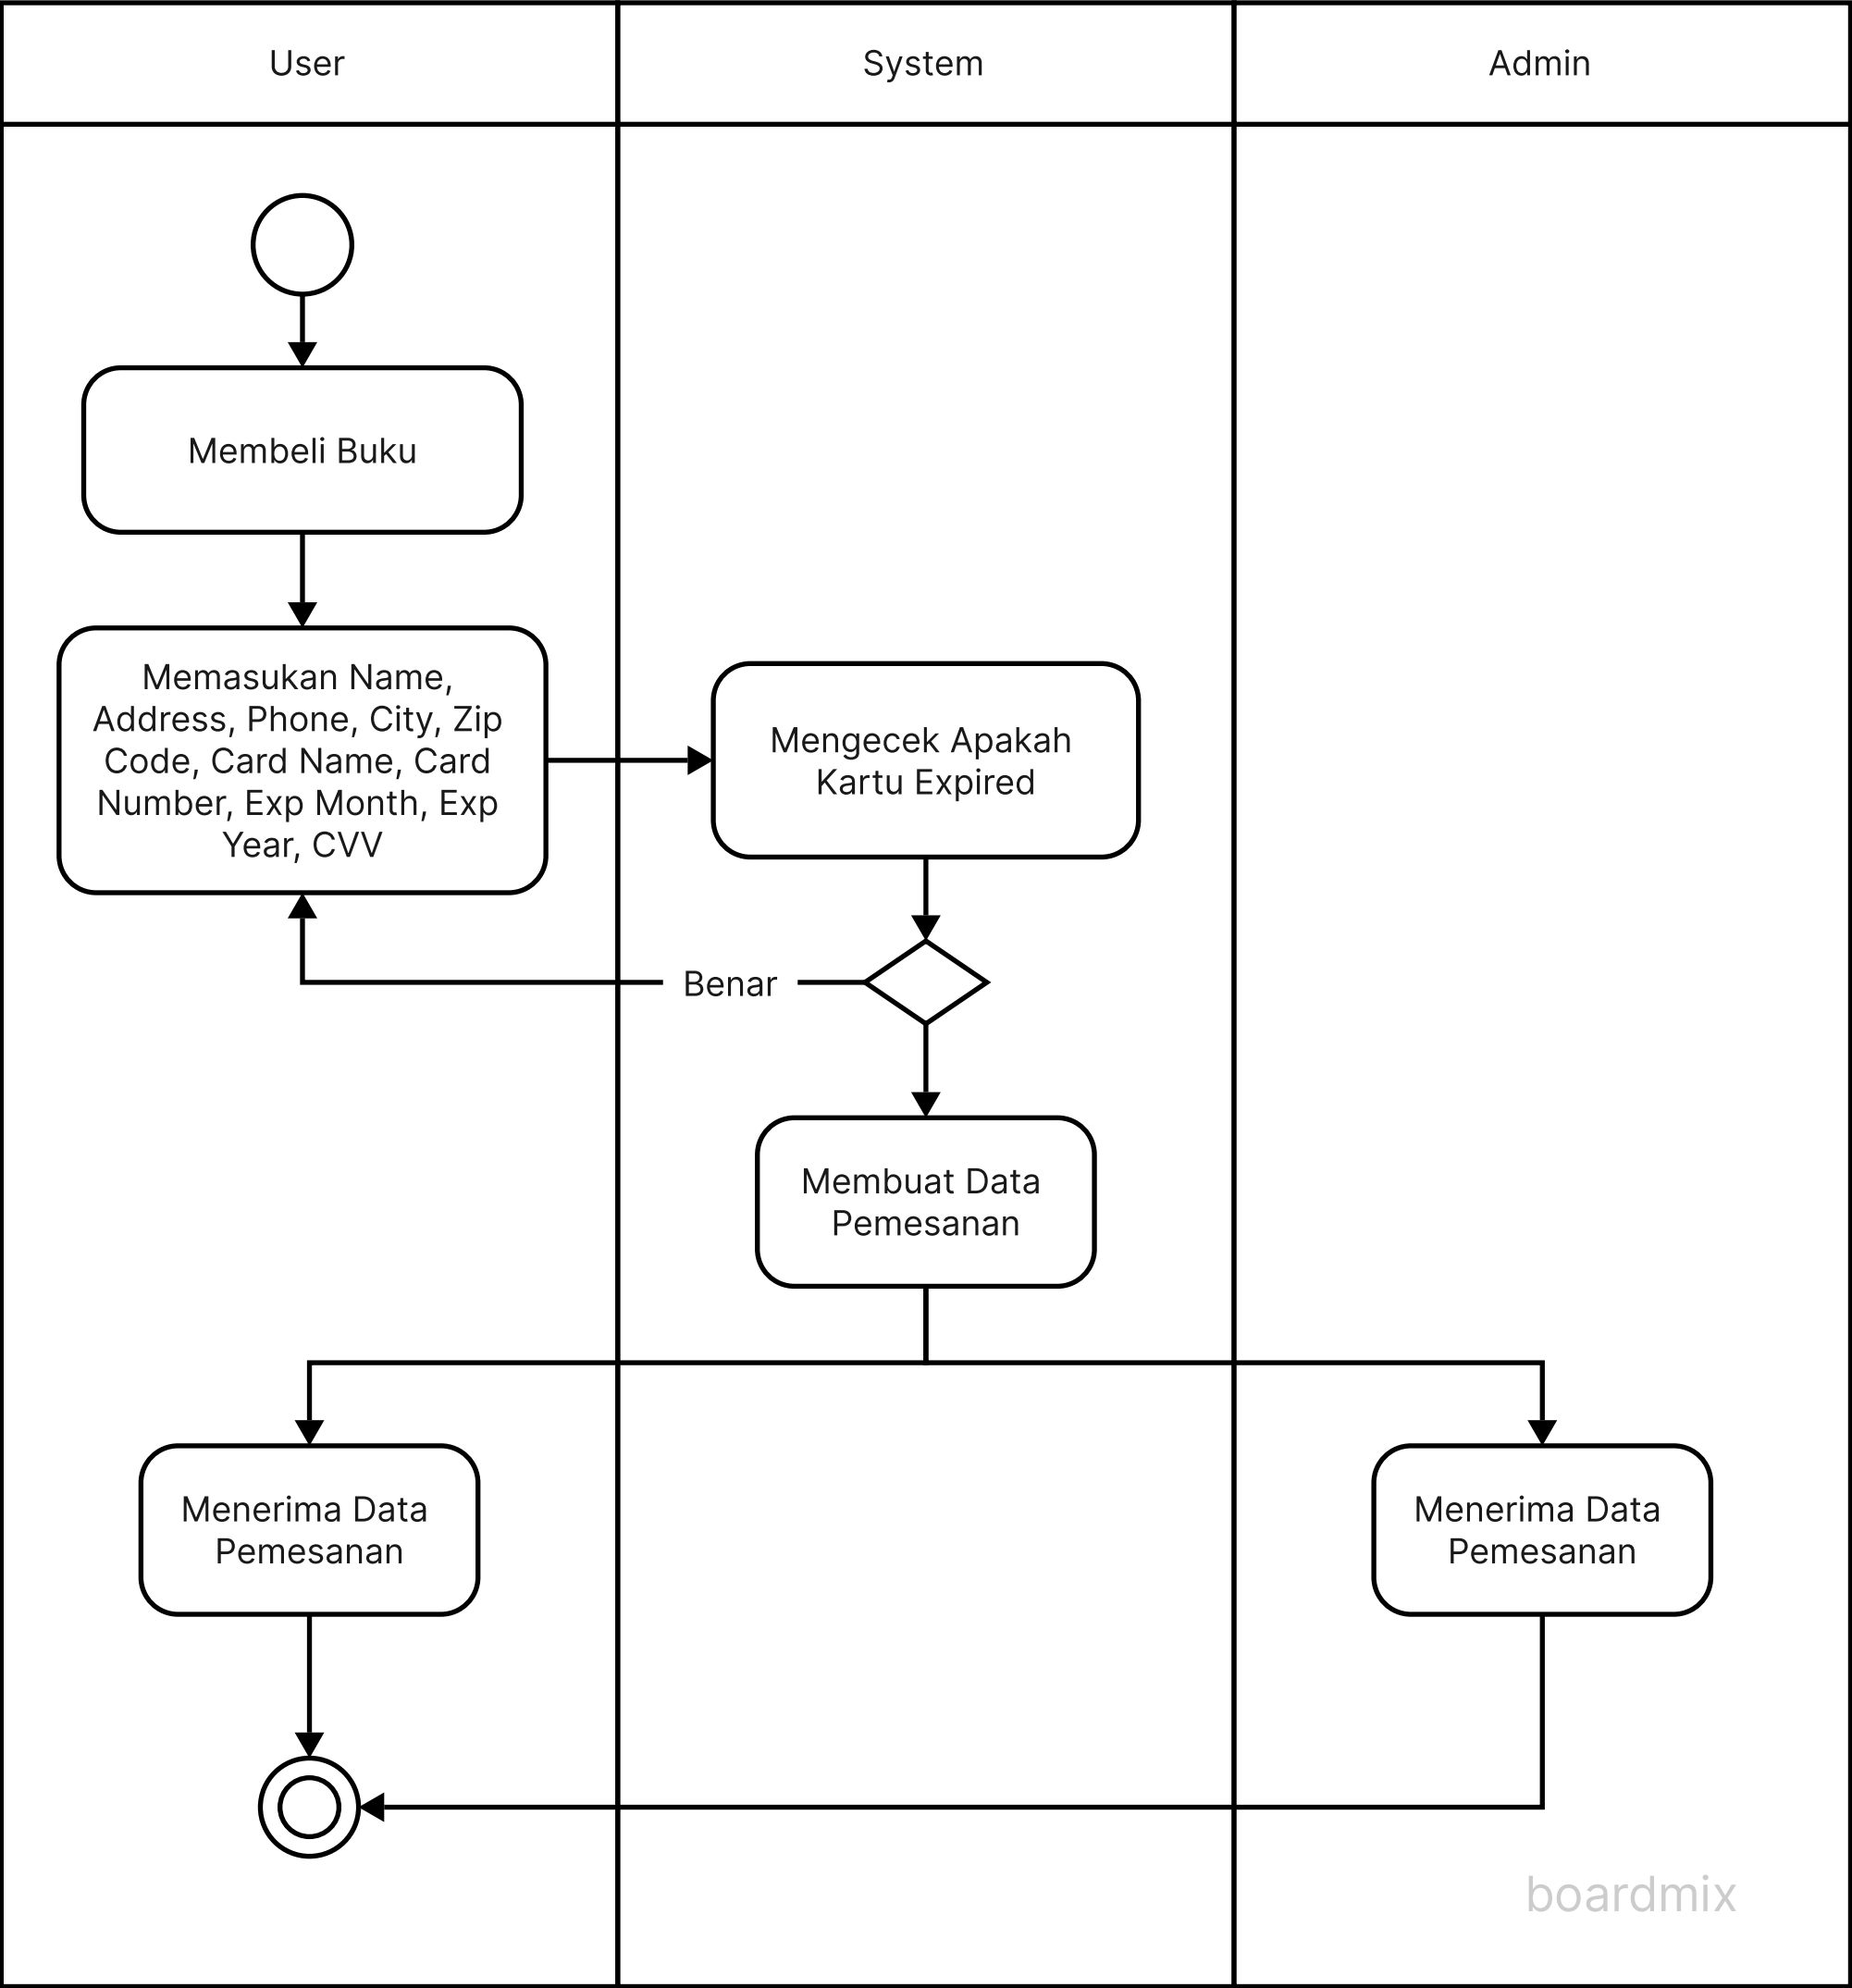 User
System
Admin
Membeli Buku
Memasukan Name,
Address, Phone, City, Zip
Code, Card Name, Card
Number, Exp Month, Exp
Year, CVV
Mengecek Apakah
Kartu Expired
Benar
Membuat Data
Pemesanan
Menerima Data
Pemesanan
Menerima Data
Pemesanan
boardmix